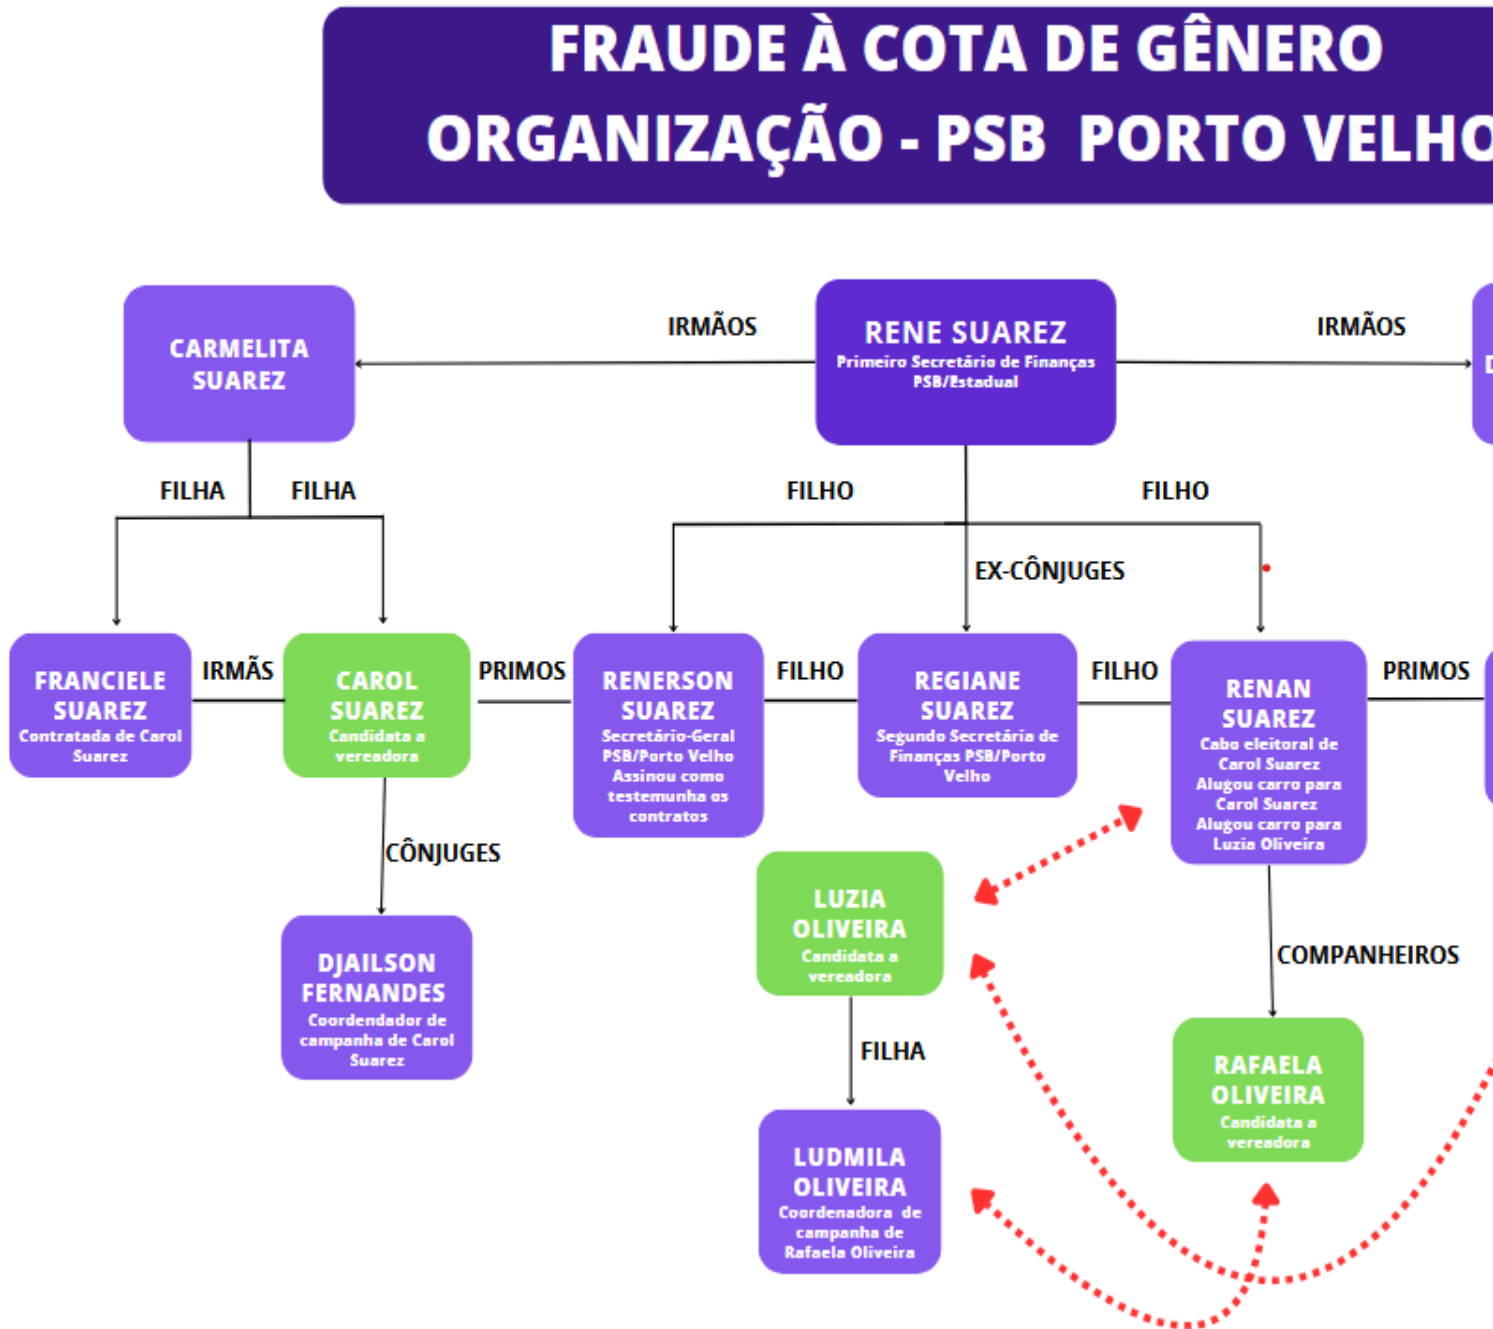 FRAUDE À COTA DE GÊNERO
ORGANIZAÇÃO - PSB PORTO VELHO
IRMÃOS
IRMÃOS
CARMELITA
SUAREZ
RENE SUAREZ
Primeiro Secretário de Finanças
PSB/Estadual
FILHA
FILHA
FILHO
FILHO
EX-CÔNJUGES
FRANCIELE
SUAREZ
Contratada de Carol
Suarez
IRMÃS
CAROL
SUAREZ
Candidata a
vereadora
PRIMOS
RENERSON
SUAREZ
Secretário-Geral
PSB/Porto Velho
Assinou como
testemunha os
contratos
FILHO
REGIANE
SUAREZ
Segundo Secretária de
Finanças PSB/Porto
Velho
FILHO
RENAN
SUAREZ
Cabo eleitoral de
Carol Suarez
Alugou carro para
Carol Suarez
Alugou carro para
Luzia Oliveira
PRIMOS
CÔNJUGES
DJAILSON
FERNANDES
Coordendador de
campanha de Carol
Suarez
LUZIA
OLIVEIRA
Candidata a
vereadora
COMPANHEIROS
FILHA
RAFAELA
OLIVEIRA
Candidata a
vereadora
LUDMILA
OLIVEIRA
Coordenadora de
campanha de
Rafaela Oliveira